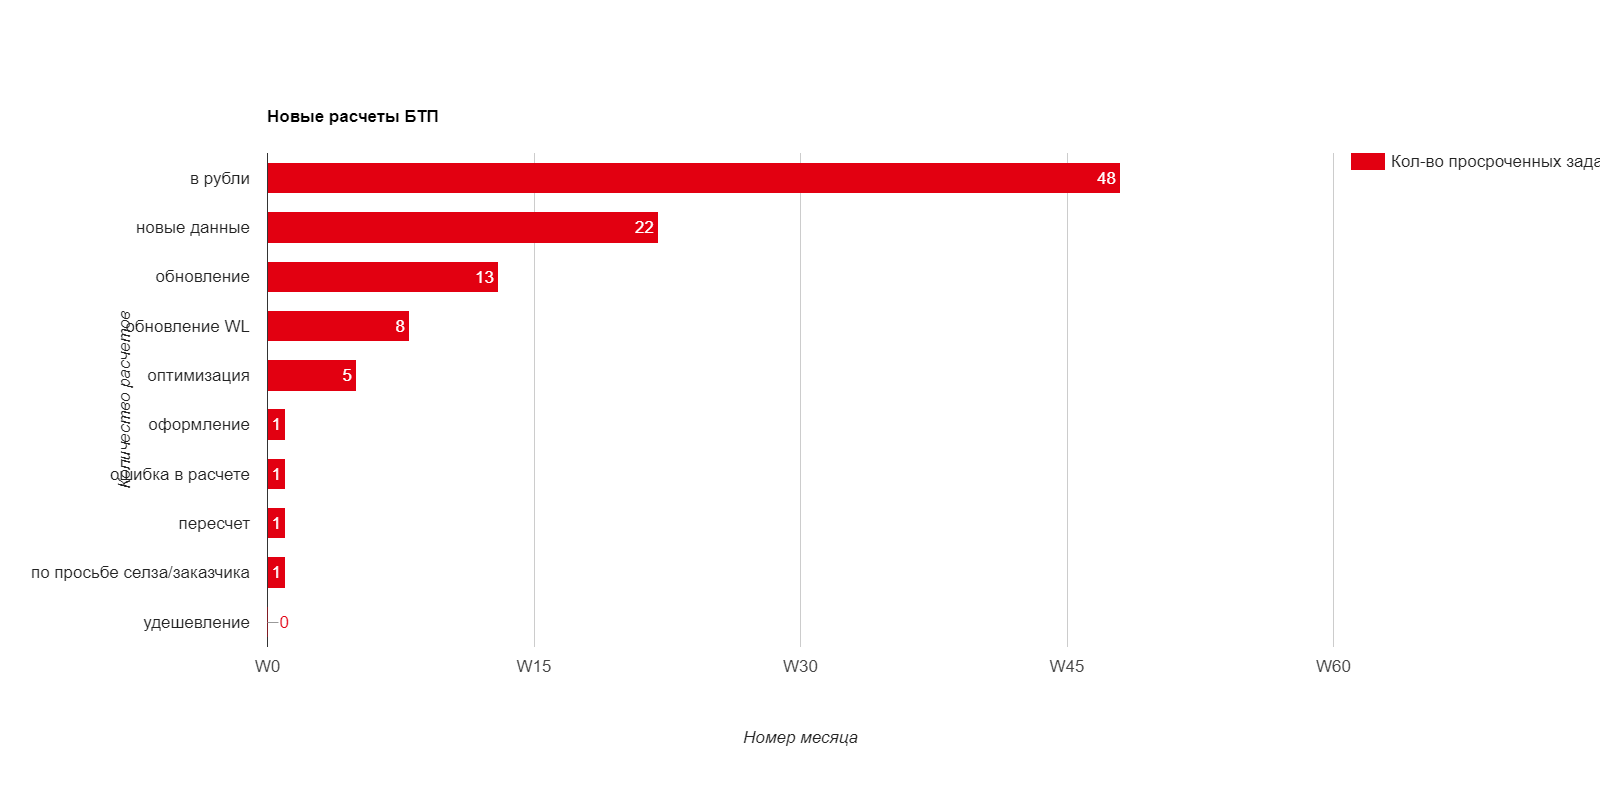 Новые расчеты БТП
Кол-во просроченных зада
в рубли
48
новые данные
22
обновление
13
обновление WL
8
оптимизация
5
оформление
1
ошибка в расчете
1
пересчет
1
по просьбе селза/заказчика
1
удешевление
0
Количество расчетов
W0
W15
W30
W45
W60
Номер месяца